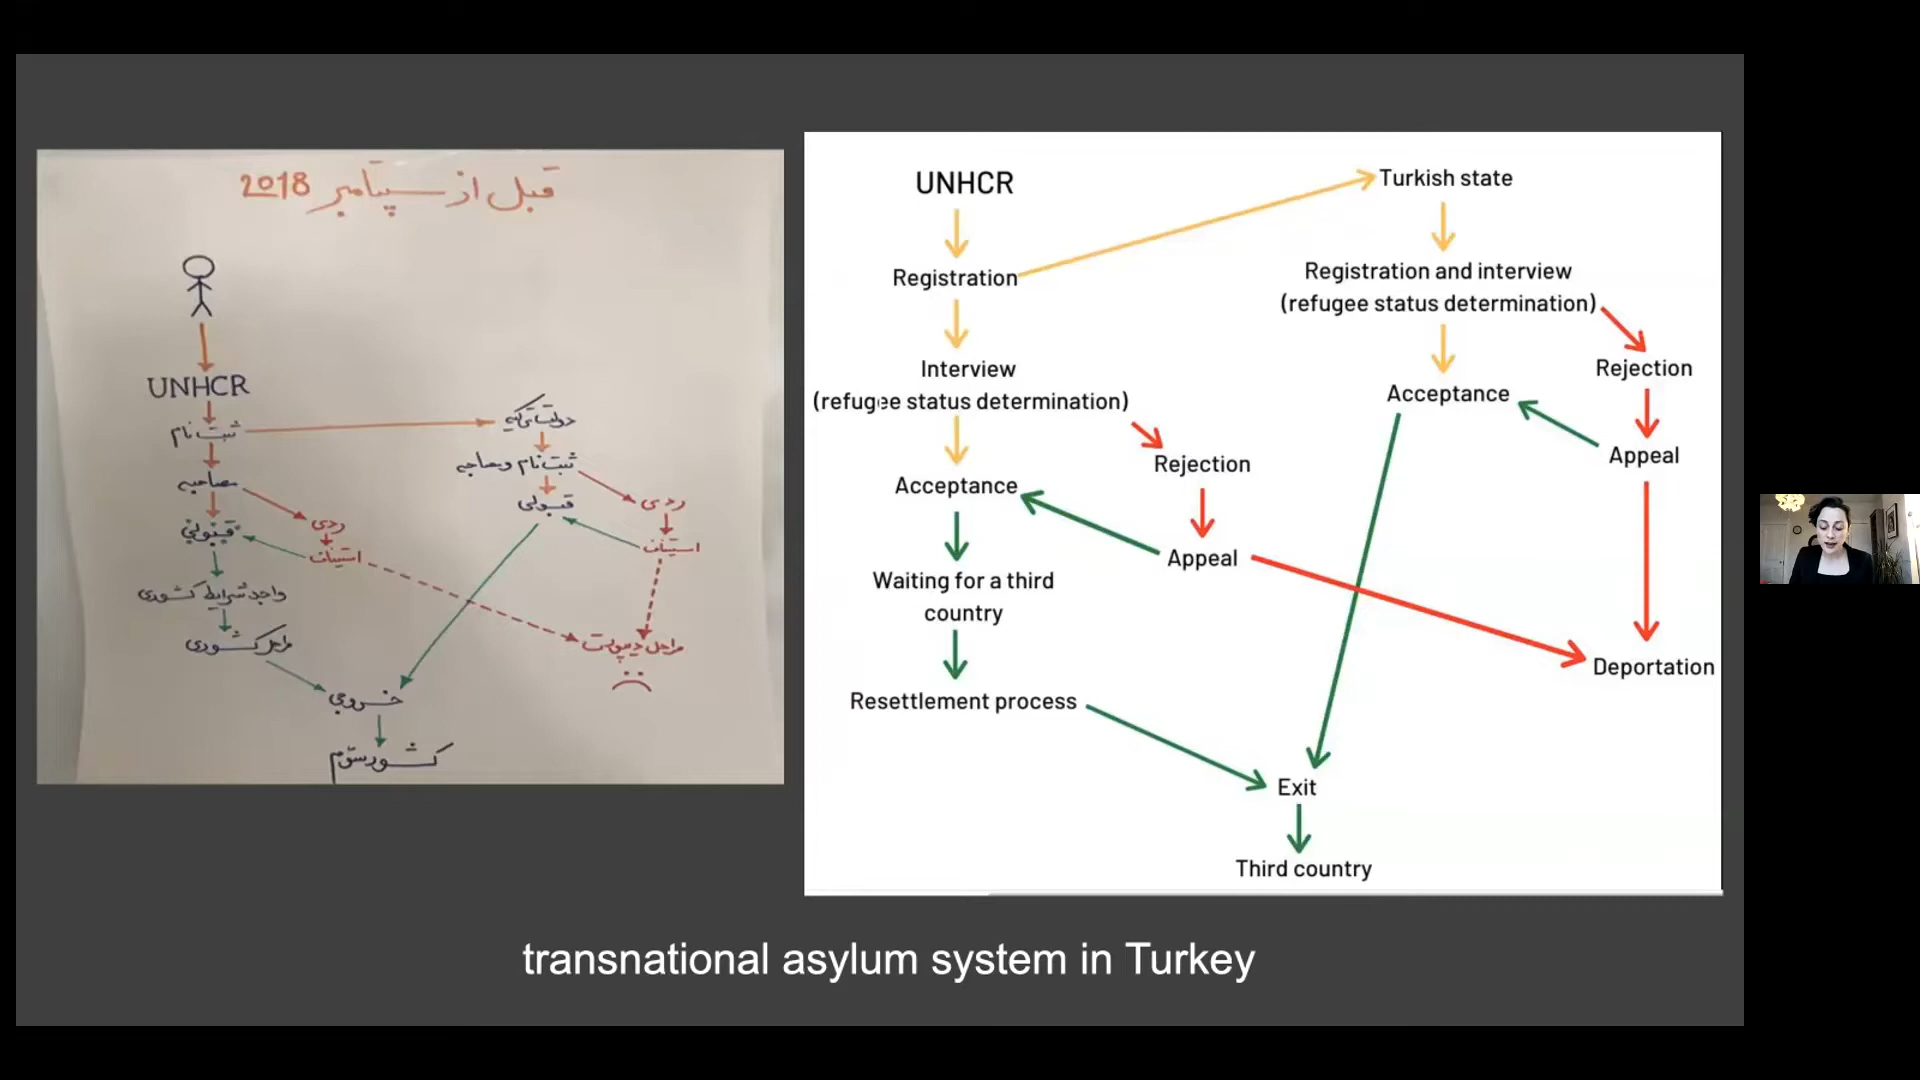 قبل از سپتامبر 2018
UNHCR
ثبت نام
مصاحبه
قبولی
ردی
استیناف
واجد شرایط کشوری
مراحل کشوری
دولت ترکیه
ثبت نام و مصاحبه
قبولی
ردی
استیناف
مراحل دیپورت
خروجی
کشور سوم
UNHCR
Registration
Interview
(refugee status determination)
Rejection
Acceptance
Appeal
Waiting for a third
country
Resettlement process
Turkish state
Registration and interview
(refugee status determination)
Rejection
Acceptance
Appeal
Deportation
Exit
Third country
transnational asylum system in Turkey